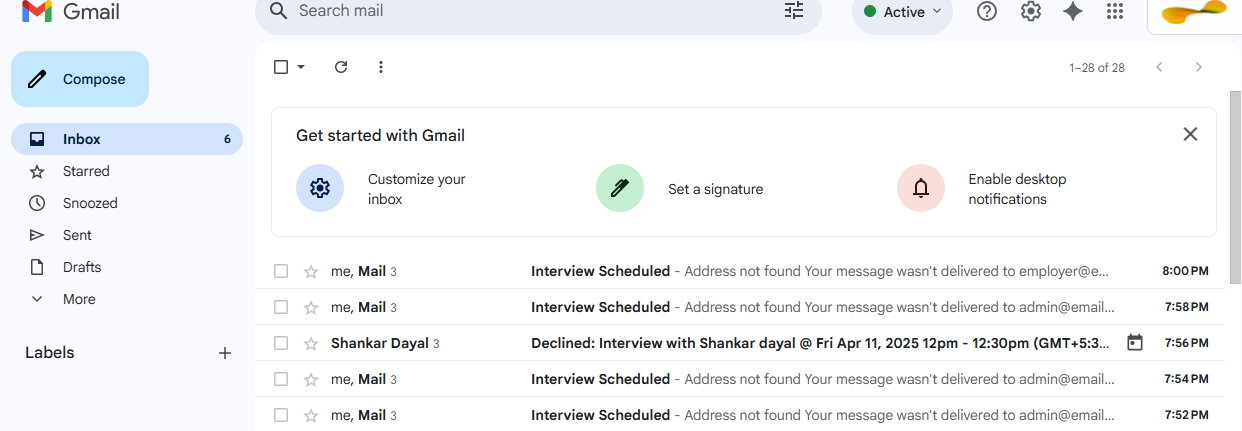 Gmail
Search mail
Active
Compose
1–28 of 28
Inbox 6
Starred
Snoozed
Sent
Drafts
More
Labels
Get started with Gmail
Customize your
inbox
Set a signature
Enable desktop
notifications
me, Mail 3 Interview Scheduled - Address not found Your message wasn't delivered to employer@e... 8:00 PM
me, Mail 3 Interview Scheduled - Address not found Your message wasn't delivered to admin@email... 7:58 PM
Shankar Dayal 3 Declined: Interview with Shankar dayal @ Fri Apr 11, 2025 12pm - 12:30pm (GMT+5:3... 7:56 PM
me, Mail 3 Interview Scheduled - Address not found Your message wasn't delivered to admin@email... 7:54 PM
me, Mail 3 Interview Scheduled - Address not found Your message wasn't delivered to admin@email... 7:52 PM